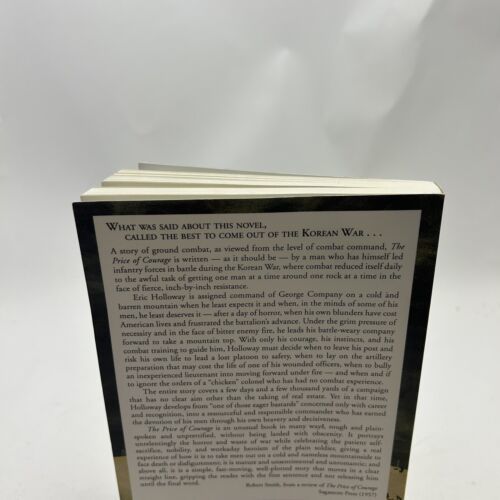 WHAT WAS SAID ABOUT THIS NOVEL,
CALLED THE BEST TO COME OUT OF THE KOREAN WAR . . .
A story of ground combat, as viewed from the level of combat command, The
Price of Courage is written — as it should be — by a man who has himself led
infantry forces in battle during the Korean War, where combat reduced itself daily
to the awful task of getting one man at a time around one rock at a time in the
face of fierce, inch-by-inch resistance.
Eric Holloway is assigned command of George Company on a cold and
barren mountain when he least expects it and when, in the minds of some of his
men, he least deserves it — after a day of horror, when his own blunders have cost
American lives and frustrated the battalion's advance. Under the grim pressure of
necessity and in the face of bitter enemy fire, he leads his battle-weary company
forward to take a mountain top. With only his courage, his instincts, and his
combat training to guide him, Holloway must decide when to leave his post and
risk his own life to lead a lost platoon to safety, when to lay on the artillery
preparation that may cost the life of one of his wounded officers, when to bully
an inexperienced lieutenant into moving forward under fire — and when and if
to ignore the orders of a "chicken" colonel who has had no combat experience.
The entire story covers a few days and a few thousand yards of a campaign
that has no clear aim other than the taking of real estate. Yet in that time,
Holloway develops from "one of those eager bastards" concerned only with career
and recognition, into a resourceful and responsible commander who has earned
the devotion of his men through his own bravery and decisiveness.
The Price of Courage is an unusual book in many ways, rough and plain-
spoken and unpretified, without being larded with obscenity. It portrays
unrelentingly the horror and waste of war while celebrating the patient self-
sacrifice, nobility, and workaday heroism of the plain soldier, giving a real
experience of how it is to take men out on a cold and nameless mountainside to
face death or disfigurement; it is mature and unsentimental and unromantic; and
above all, it is a simple, fast-moving, well-plotted story that moves in a clear
straight line, gripping the reader with the first sentence and not releasing him
until the final word.
Robert Smith, from a review of The Price of Courage
Sagamore Press (1957)